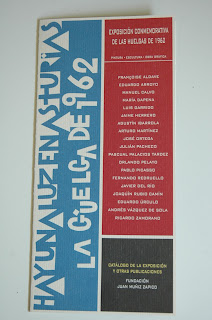 HAY UNA LUZ EN ASTURIAS
LA GÜELGA DE 1962
EXPOSICIÓN CONMEMORATIVA
DE LAS HUELGAS DE 1962
PINTURA - ESCULTURA - OBRA GRÁFICA
FRANÇOISE ALDAVE
EDUARDO ARROYO
MANUEL CALVO
MARÍA DAPENA
LUIS GARRIDO
JAIME HERRERO
AGUSTÍN IBARROLA
ARTURO MARTÍNEZ
JOSÉ ORTEGA
JULIÁN PACHECO
PASCUAL PALACIOS TARDEZ
ORLANDO PELAYO
PABLO PICASSO
FERNANDO REDRUELLO
JAVIER DEL RÍO
JOAQUÍN RUBIO CAMÍN
EDUARDO ÚRCULO
ANDRÉS VÁZQUEZ DE SOLA
RICARDO ZAMORANO
CATÁLOGO DE LA EXPOSICIÓN
Y OTRAS PUBLICACIONES
FUNDACIÓN
JUAN MUÑIZ ZAPICO